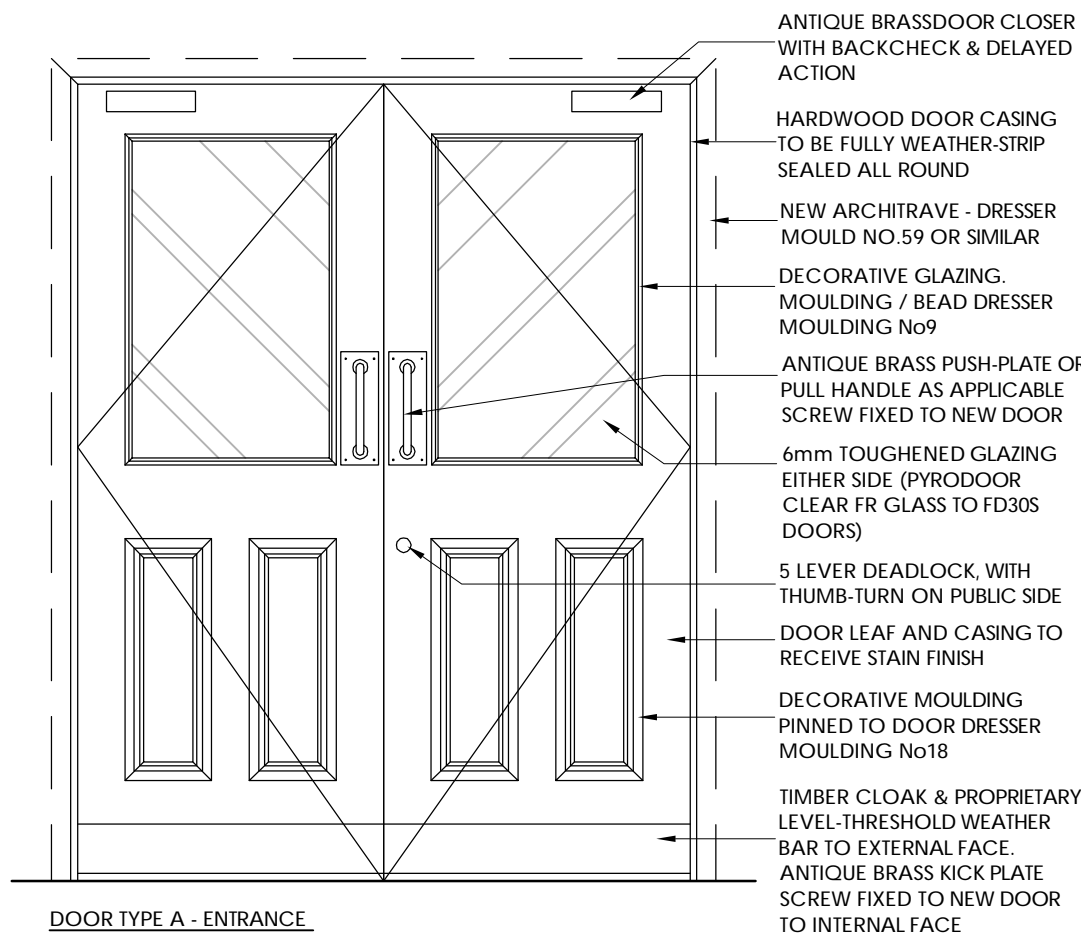 ANTIQUE BRASSDOOR CLOSER
WITH BACKCHECK & DELAYED
ACTION
HARDWOOD DOOR CASING
TO BE FULLY WEATHER-STRIP
SEALED ALL ROUND
NEW ARCHITRAVE - DRESSER
MOULD NO.59 OR SIMILAR
DECORATIVE GLAZING.
MOULDING / BEAD DRESSER
MOULDING No9
ANTIQUE BRASS PUSH-PLATE OR
PULL HANDLE AS APPLICABLE
SCREW FIXED TO NEW DOOR
6mm TOUGHENED GLAZING
EITHER SIDE (PYRODOOR
CLEAR FR GLASS TO FD30S
DOORS)
5 LEVER DEADLOCK, WITH
THUMB-TURN ON PUBLIC SIDE
DOOR LEAF AND CASING TO
RECEIVE STAIN FINISH
DECORATIVE MOULDING
PINNED TO DOOR DRESSER
MOULDING No18
TIMBER CLOAK & PROPRIETARY
LEVEL-THRESHOLD WEATHER
BAR TO EXTERNAL FACE.
ANTIQUE BRASS KICK PLATE
SCREW FIXED TO NEW DOOR
TO INTERNAL FACE
DOOR TYPE A - ENTRANCE